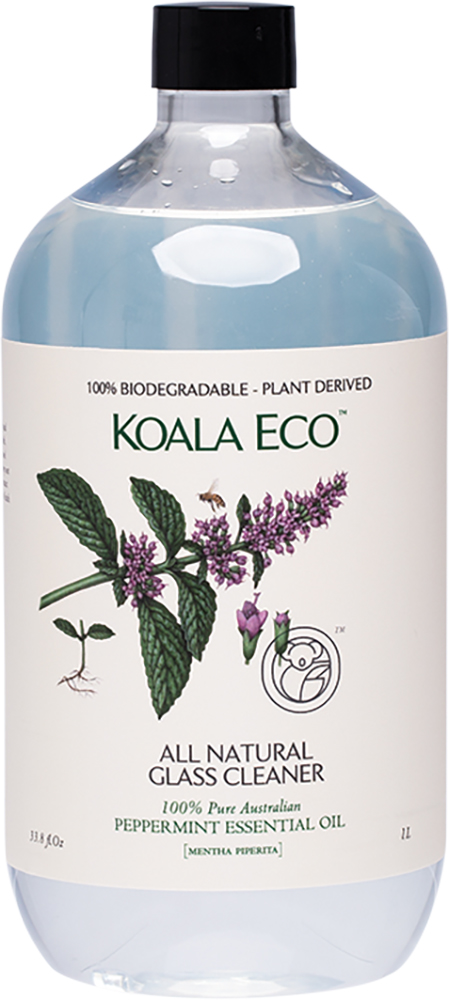 100% BIODEGRADABLE - PLANT DERIVED
KOALA ECO™
TM
ALL NATURAL
GLASS CLEANER
100% Pure Australian
PEPPERMINT ESSENTIAL OIL
[MENTHA PIPERITA]
33.8 fl.Oz
1L